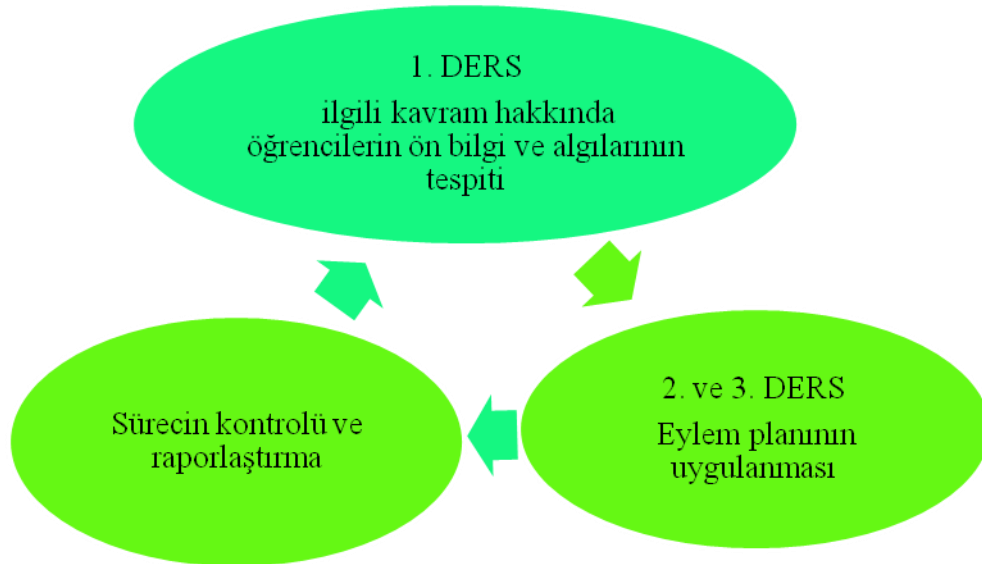 1. DERS
ilgili kavram hakkında
öğrencilerin ön bilgi ve algılarının
tespiti
2. ve 3. DERS
Eylem planının
uygulanması
Sürecin kontrolü ve
raporlaştırma